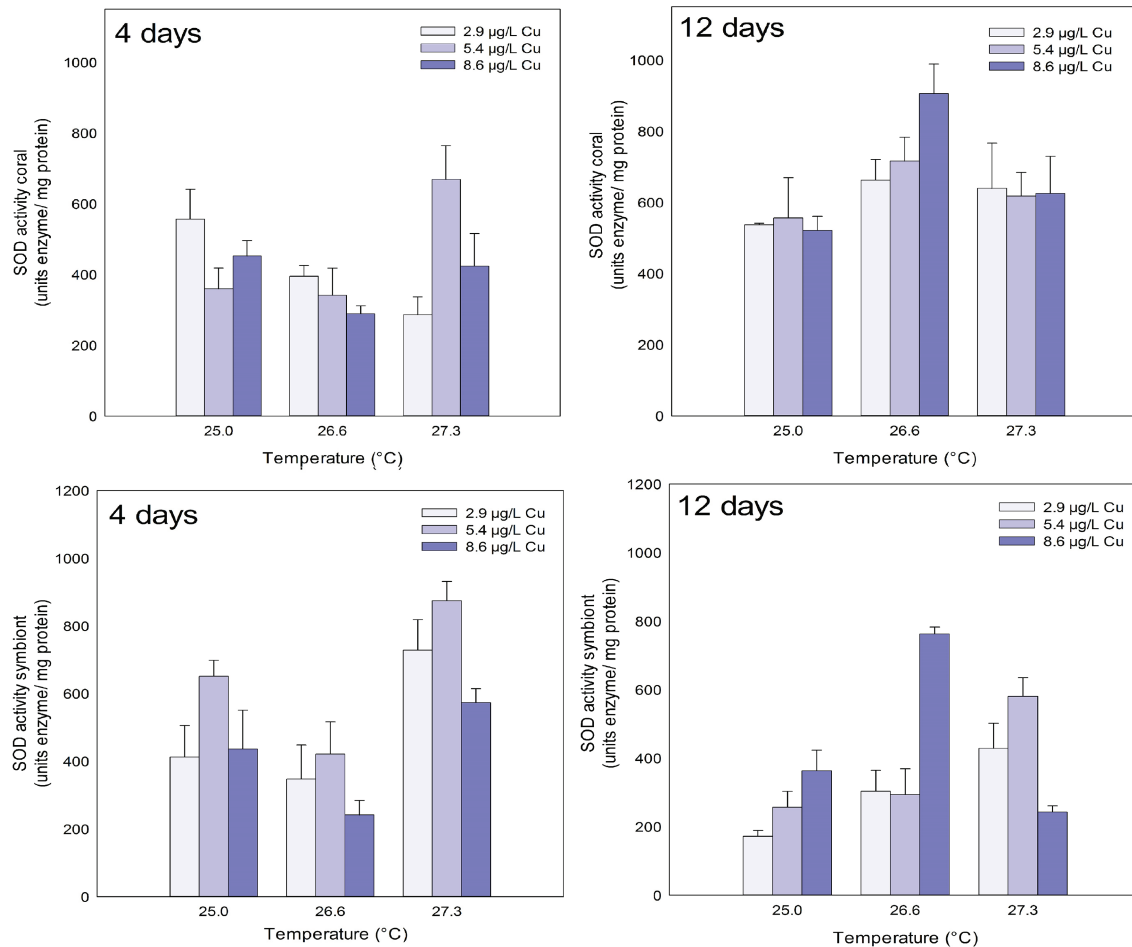 4 days
2.9 µg/L Cu
5.4 µg/L Cu
8.6 µg/L Cu
SOD activity coral
(units enzyme/ mg protein)
1000
800
600
400
200
0
25.0 26.6 27.3
Temperature (°C)
12 days
2.9 µg/L Cu
5.4 µg/L Cu
8.6 µg/L Cu
SOD activity coral
(units enzyme/ mg protein)
1000
800
600
400
200
0
25.0 26.6 27.3
Temperature (°C)
4 days
2.9 µg/L Cu
5.4 µg/L Cu
8.6 µg/L Cu
SOD activity symbiont
(units enzyme/ mg protein)
1200
1000
800
600
400
200
0
25.0 26.6 27.3
Temperature (°C)
12 days
2.9 µg/L Cu
5.4 µg/L Cu
8.6 µg/L Cu
SOD activity symbiont
(units enzyme/ mg protein)
1200
1000
800
600
400
200
0
25.0 26.6 27.3
Temperature (°C)